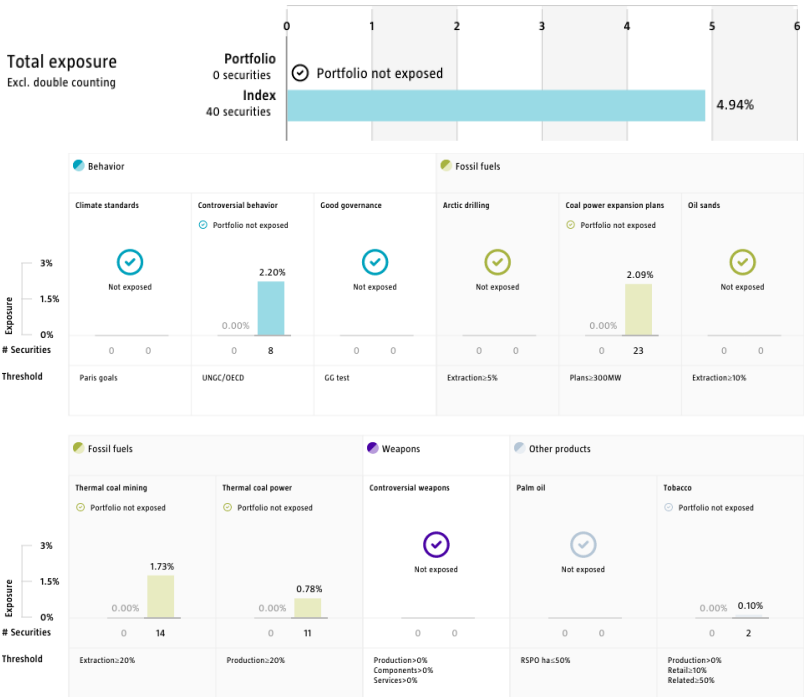 0 1 2 3 4 5 6
Total exposure
Excl. double counting
Portfolio
0 securities
Portfolio not exposed
Index
40 securities
4.94%
Behavior
Fossil fuels
Climate standards
Controversial behavior
Good governance
Arctic drilling
Coal power expansion plans
Oil sands
Portfolio not exposed
Portfolio not exposed
Not exposed
Not exposed
Not exposed
Not exposed
Exposure
3%
1.5%
0%
0.00%
2.20%
0.00%
2.09%
# Securities
0 0
0 8
0 0
0 0
0 23
0 0
Threshold
Paris goals
UNGC/OECD
GG test
Extraction≥5%
Plans≥300MW
Extraction≥10%
Fossil fuels
Weapons
Other products
Thermal coal mining
Thermal coal power
Controversial weapons
Palm oil
Tobacco
Portfolio not exposed
Portfolio not exposed
Portfolio not exposed
Not exposed
Not exposed
Exposure
3%
1.5%
0%
0.00%
1.73%
0.00%
0.78%
0.00%
0.10%
# Securities
0 14
0 11
0 0
0 0
0 2
Threshold
Extraction≥20%
Production≥20%
Production>0%
Components>0%
Services>0%
RSPO ha≤50%
Production>0%
Retail≥10%
Related≥50%